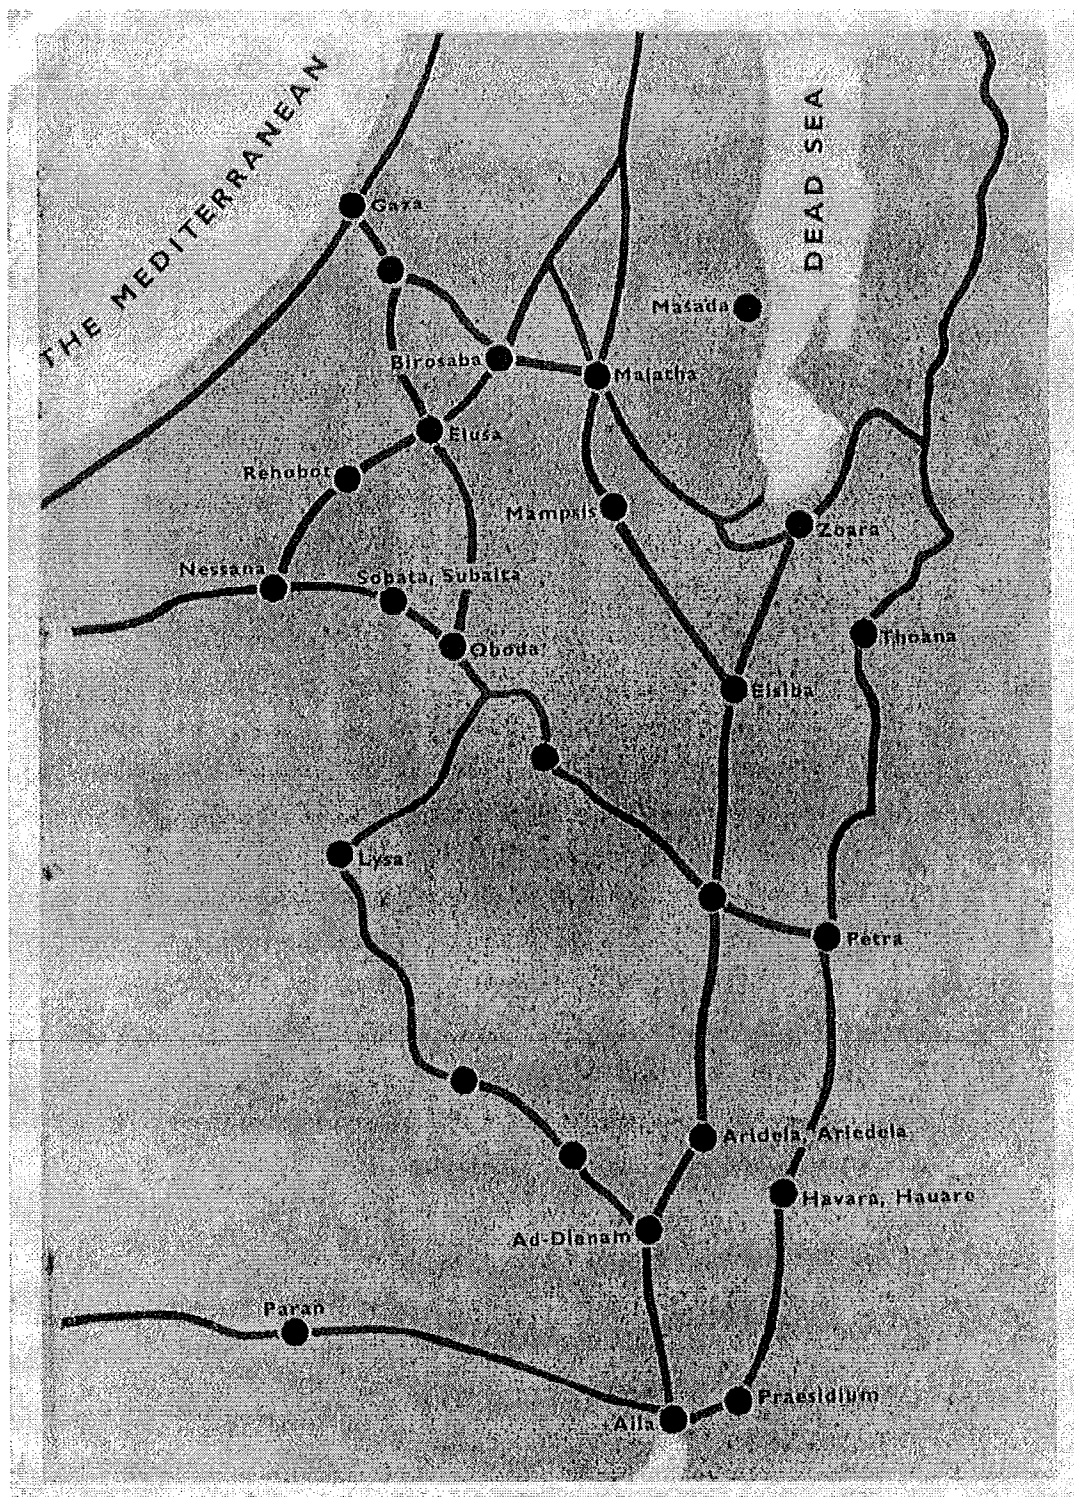 THE MEDITERRANEAN
DEAD SEA
Gaza
Masada
Birosaba
Malatha
Elusa
Rehobot
Mampsis
Zoara
Nessana
Sobata, Subaita
Oboda
Thoana
Eisiba
Lysa
Petra
Aridela, Ariedela
Havara, Hauare
Ad-Dianam
Paran
Praesidium
Aila